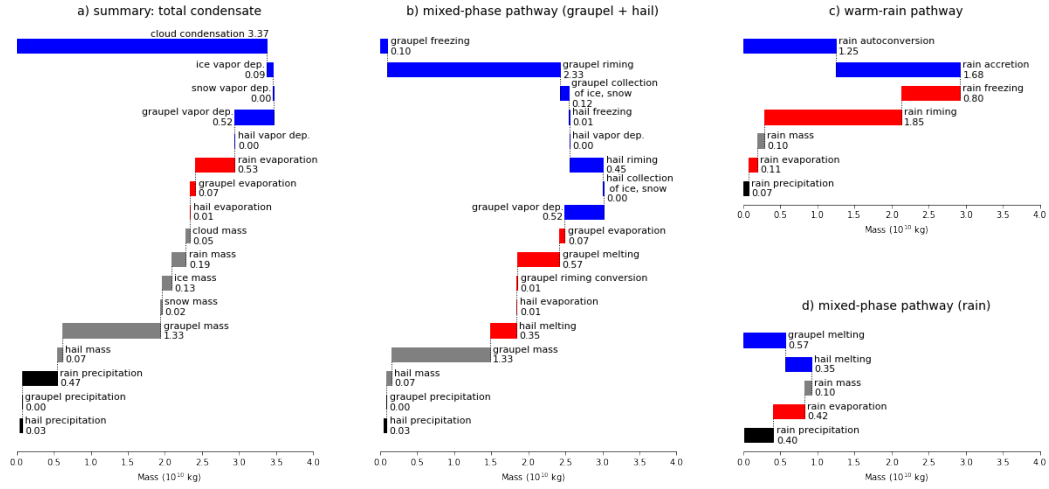 a) summary: total condensate
cloud condensation 3.37
ice vapor dep.
0.09
snow vapor dep.
0.00
graupel vapor dep.
0.52
hail vapor dep.
0.00
rain evaporation
0.53
graupel evaporation
0.07
hail evaporation
0.01
cloud mass
0.05
rain mass
0.19
ice mass
0.13
snow mass
0.02
graupel mass
1.33
hail mass
0.07
rain precipitation
0.47
graupel precipitation
0.00
hail precipitation
0.03
0.0 0.5 1.0 1.5 2.0 2.5 3.0 3.5 4.0
Mass (10¹⁰ kg)
b) mixed-phase pathway (graupel + hail)
graupel freezing
0.10
graupel riming
2.33
graupel collection
of ice, snow
0.12
hail freezing
0.01
hail vapor dep.
0.00
hail riming
0.45
hail collection
of ice, snow
0.00
graupel vapor dep.
0.52
graupel evaporation
0.07
graupel melting
0.57
graupel riming conversion
0.01
hail evaporation
0.01
hail melting
0.35
graupel mass
1.33
hail mass
0.07
graupel precipitation
0.00
hail precipitation
0.03
0.0 0.5 1.0 1.5 2.0 2.5 3.0 3.5 4.0
Mass (10¹⁰ kg)
c) warm-rain pathway
rain autoconversion
1.25
rain accretion
1.68
rain freezing
0.80
rain riming
1.85
rain mass
0.10
rain evaporation
0.11
rain precipitation
0.07
0.0 0.5 1.0 1.5 2.0 2.5 3.0 3.5 4.0
Mass (10¹⁰ kg)
d) mixed-phase pathway (rain)
graupel melting
0.57
hail melting
0.35
rain mass
0.10
rain evaporation
0.42
rain precipitation
0.40
0.0 0.5 1.0 1.5 2.0 2.5 3.0 3.5 4.0
Mass (10¹⁰ kg)